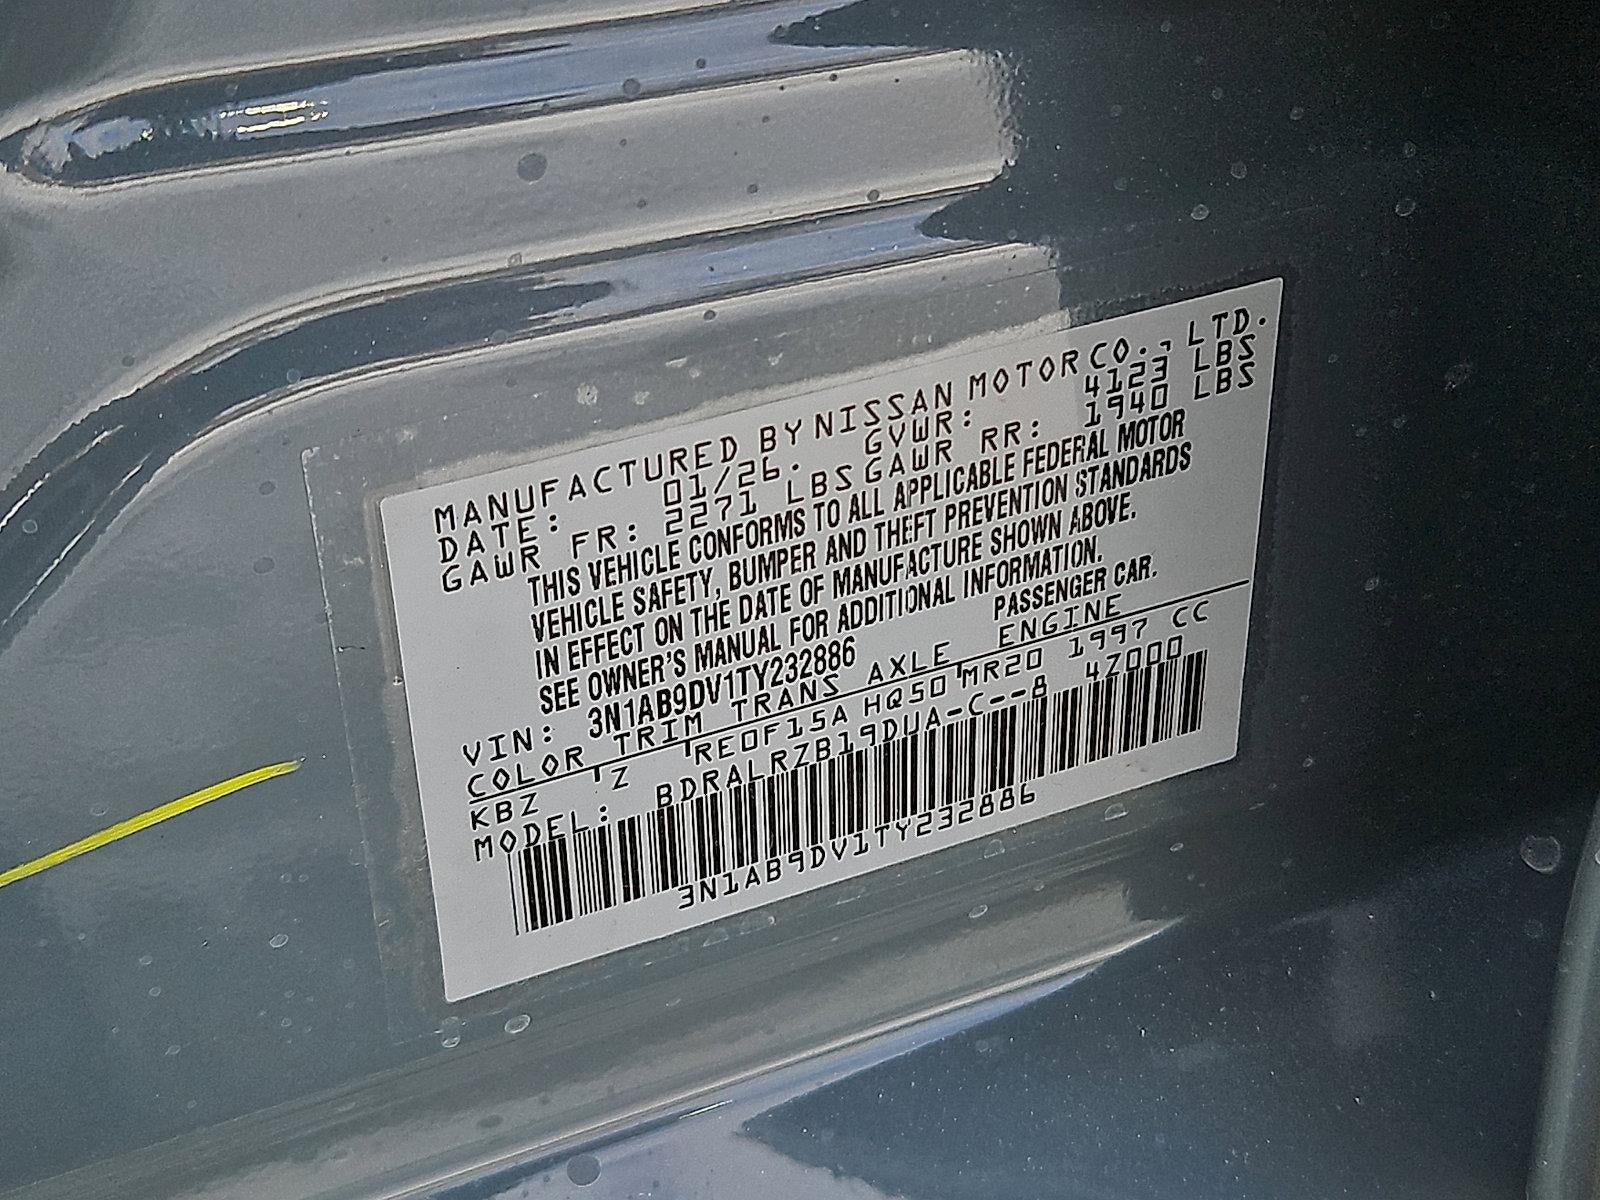 MANUFACTURED BY NISSAN MOTOR CO., LTD.
DATE: 01/26. GVWR: 4123 LBS
GAWR FR: 2271 LBS GAWR RR: 1940 LBS
THIS VEHICLE CONFORMS TO ALL APPLICABLE FEDERAL MOTOR
VEHICLE SAFETY, BUMPER AND THEFT PREVENTION STANDARDS
IN EFFECT ON THE DATE OF MANUFACTURE SHOWN ABOVE.
SEE OWNER'S MANUAL FOR ADDITIONAL INFORMATION.
VIN: 3N1AB9DV1TY232886 PASSENGER CAR.
COLOR TRIM TRANS AXLE ENGINE
KBZ Z RE0F15A HQ50 MR20 1997 CC
MODEL: BDRALRZB19DUA-C--8 4Z000
3N1AB9DV1TY232886